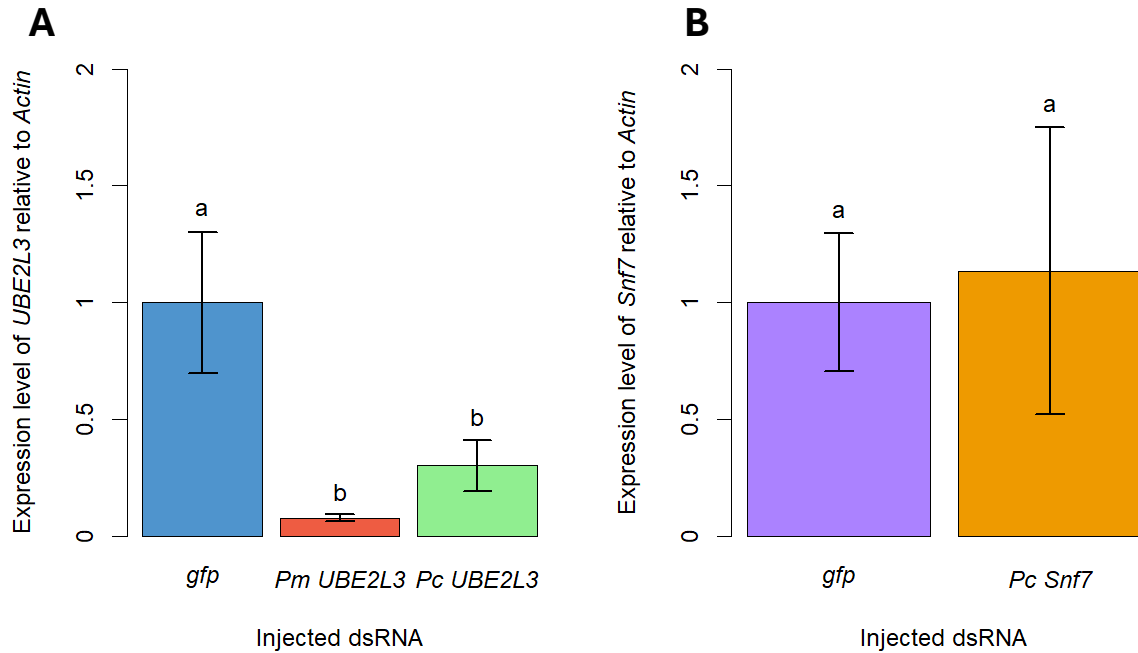 A
Expression level of UBE2L3 relative to Actin
2
1.5
1
0.5
0
a
b
b
gfp
Pm UBE2L3
Pc UBE2L3
Injected dsRNA
B
Expression level of Snf7 relative to Actin
2
1.5
1
0.5
0
a
a
gfp
Pc Snf7
Injected dsRNA